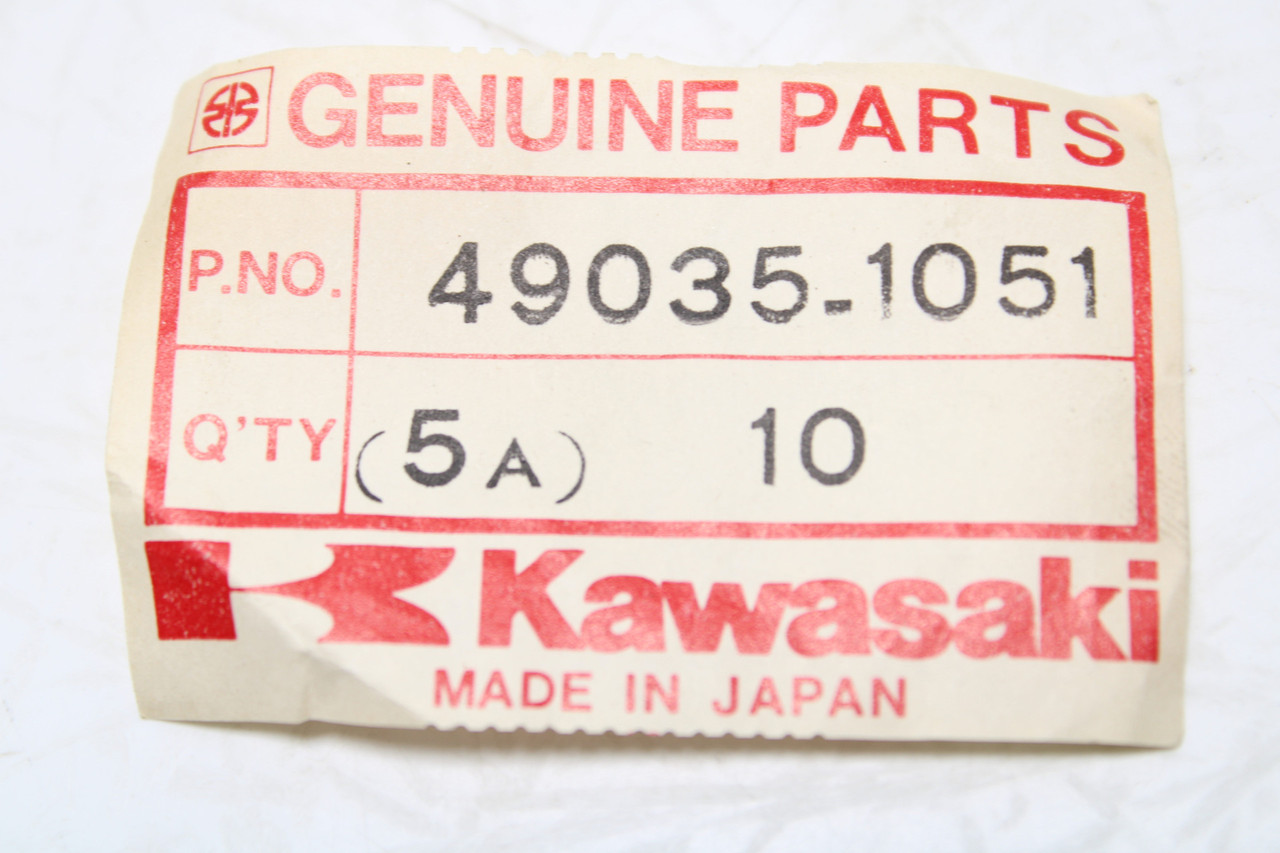 GENUINE PARTS
P.NO. 49035-1051
Q'TY (5A) 10
Kawasaki
MADE IN JAPAN